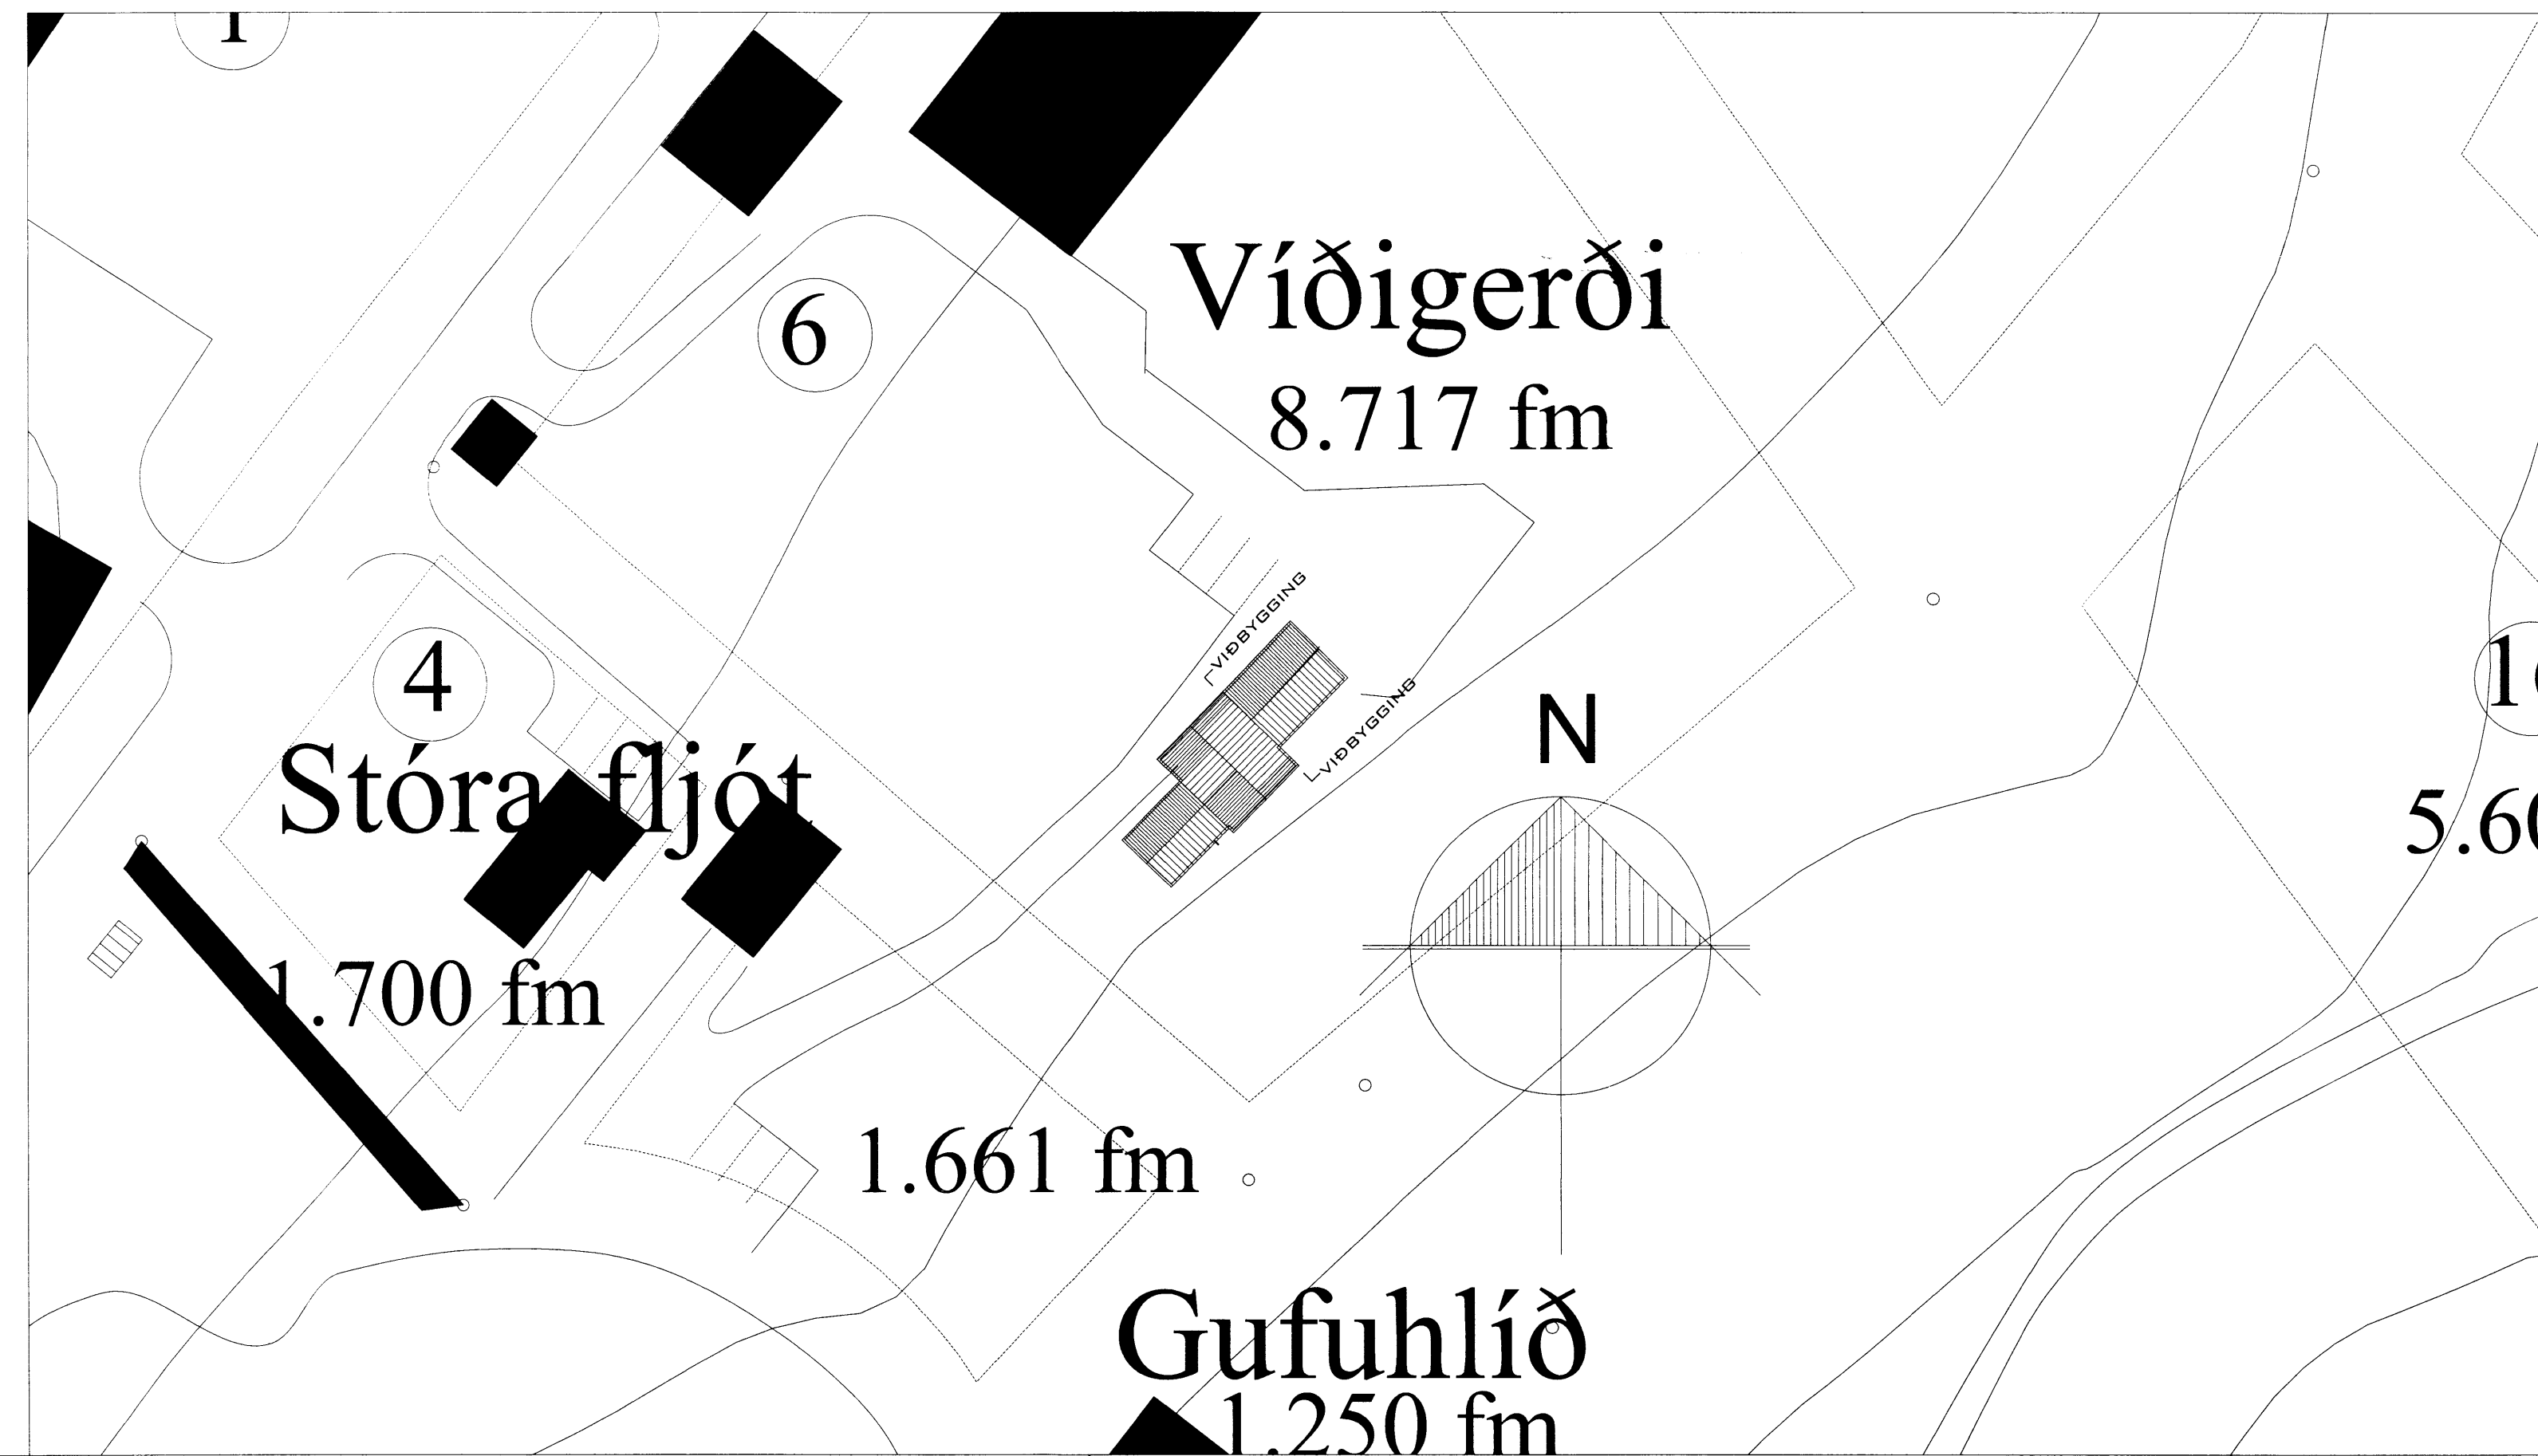 1
6
Víðigerði
8.717 fm
VIÐBYGGING
4
VIÐBYGGING
N
Stóra fljót
5.60
1.700 fm
1.661 fm
Gufuhlíð
1.250 fm